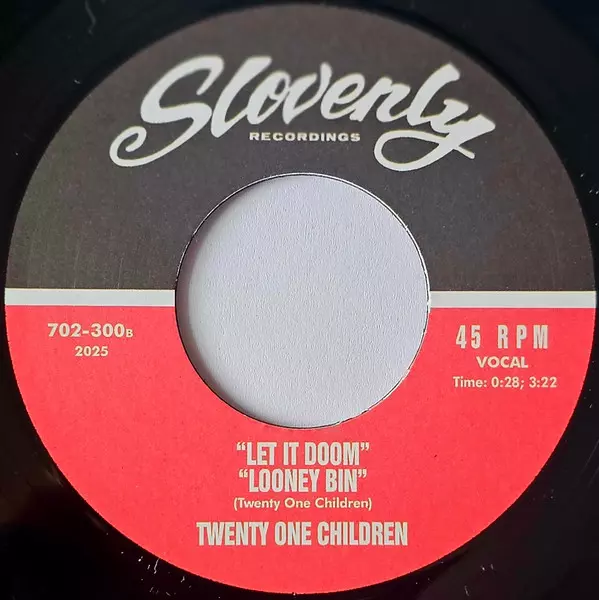 Slovenly
RECORDINGS
702-300B
2025
45 RPM
VOCAL
Time: 0:28; 3:22
"LET IT DOOM"
"LOONEY BIN"
(Twenty One Children)
TWENTY ONE CHILDREN